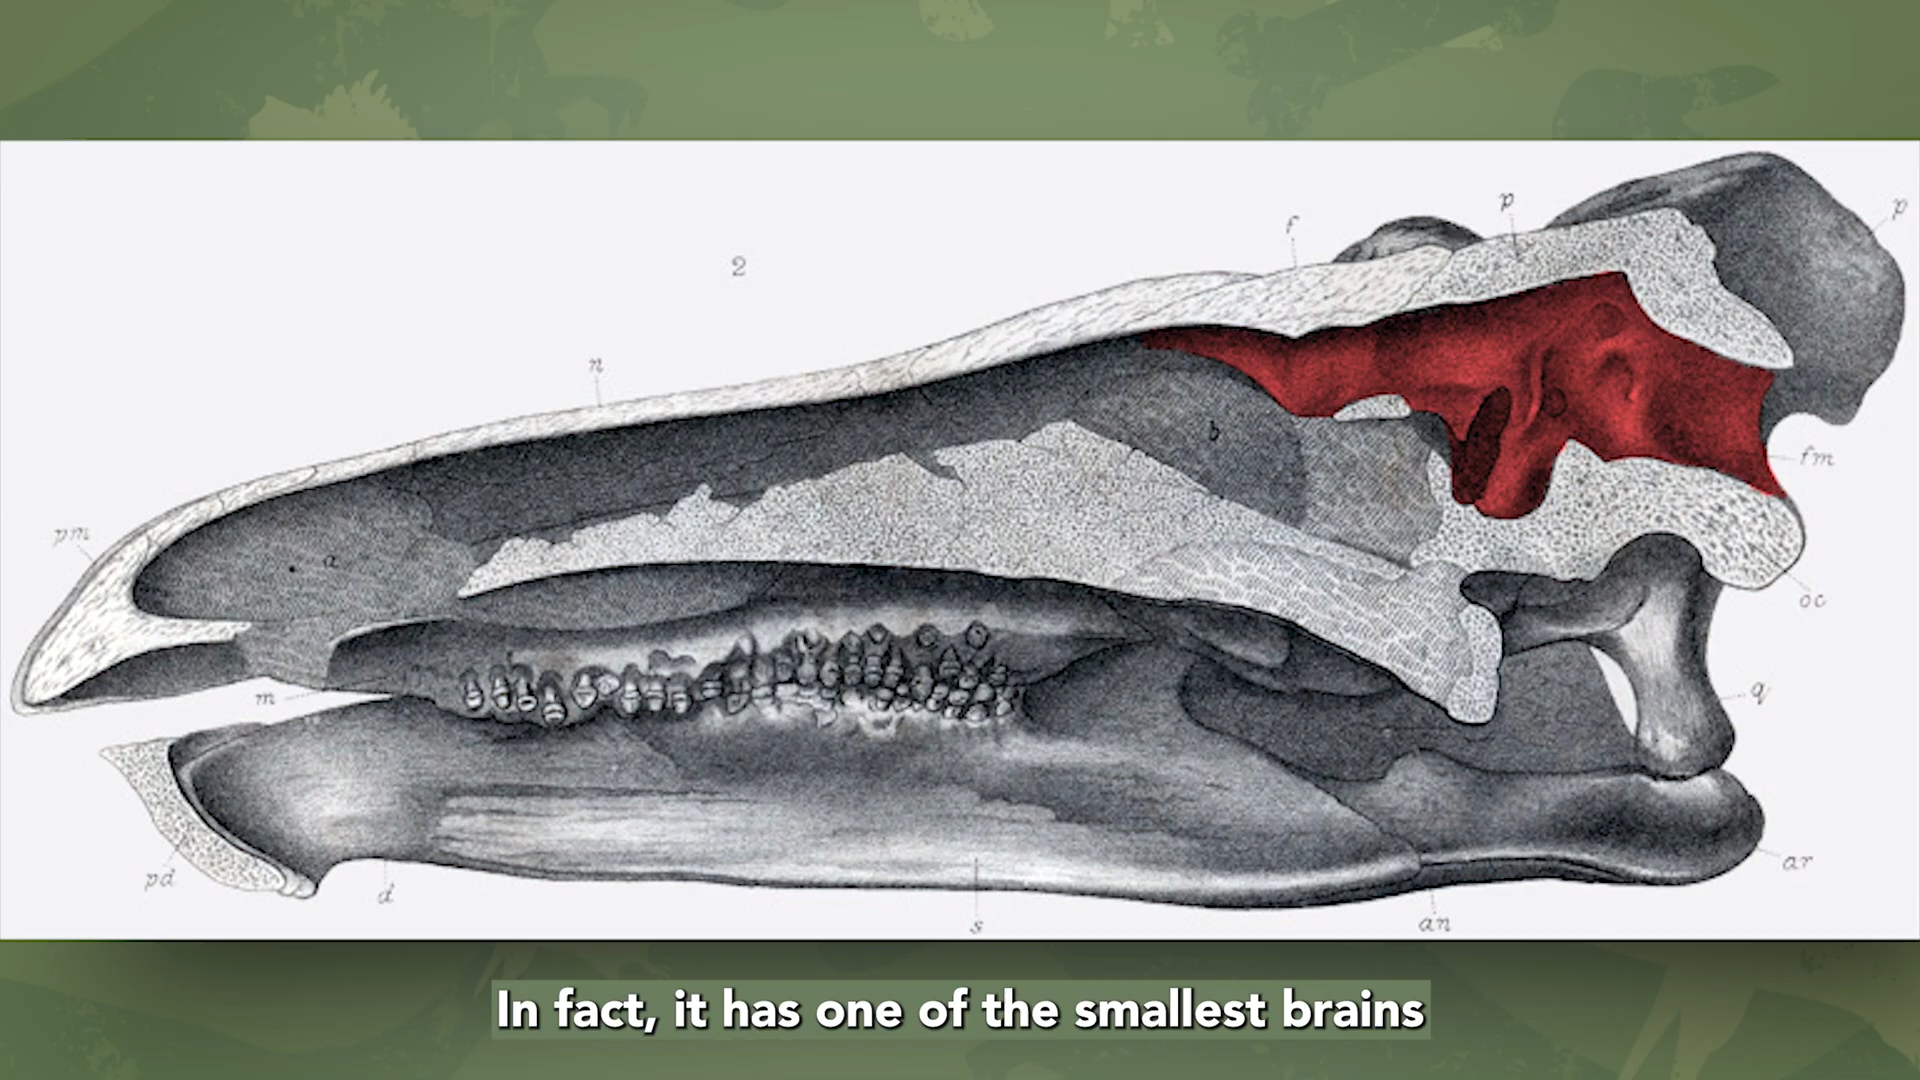 2
f
p
p
n
b
fm
pm
a
oc
m
q
pd
d
ar
s
an
In fact, it has one of the smallest brains